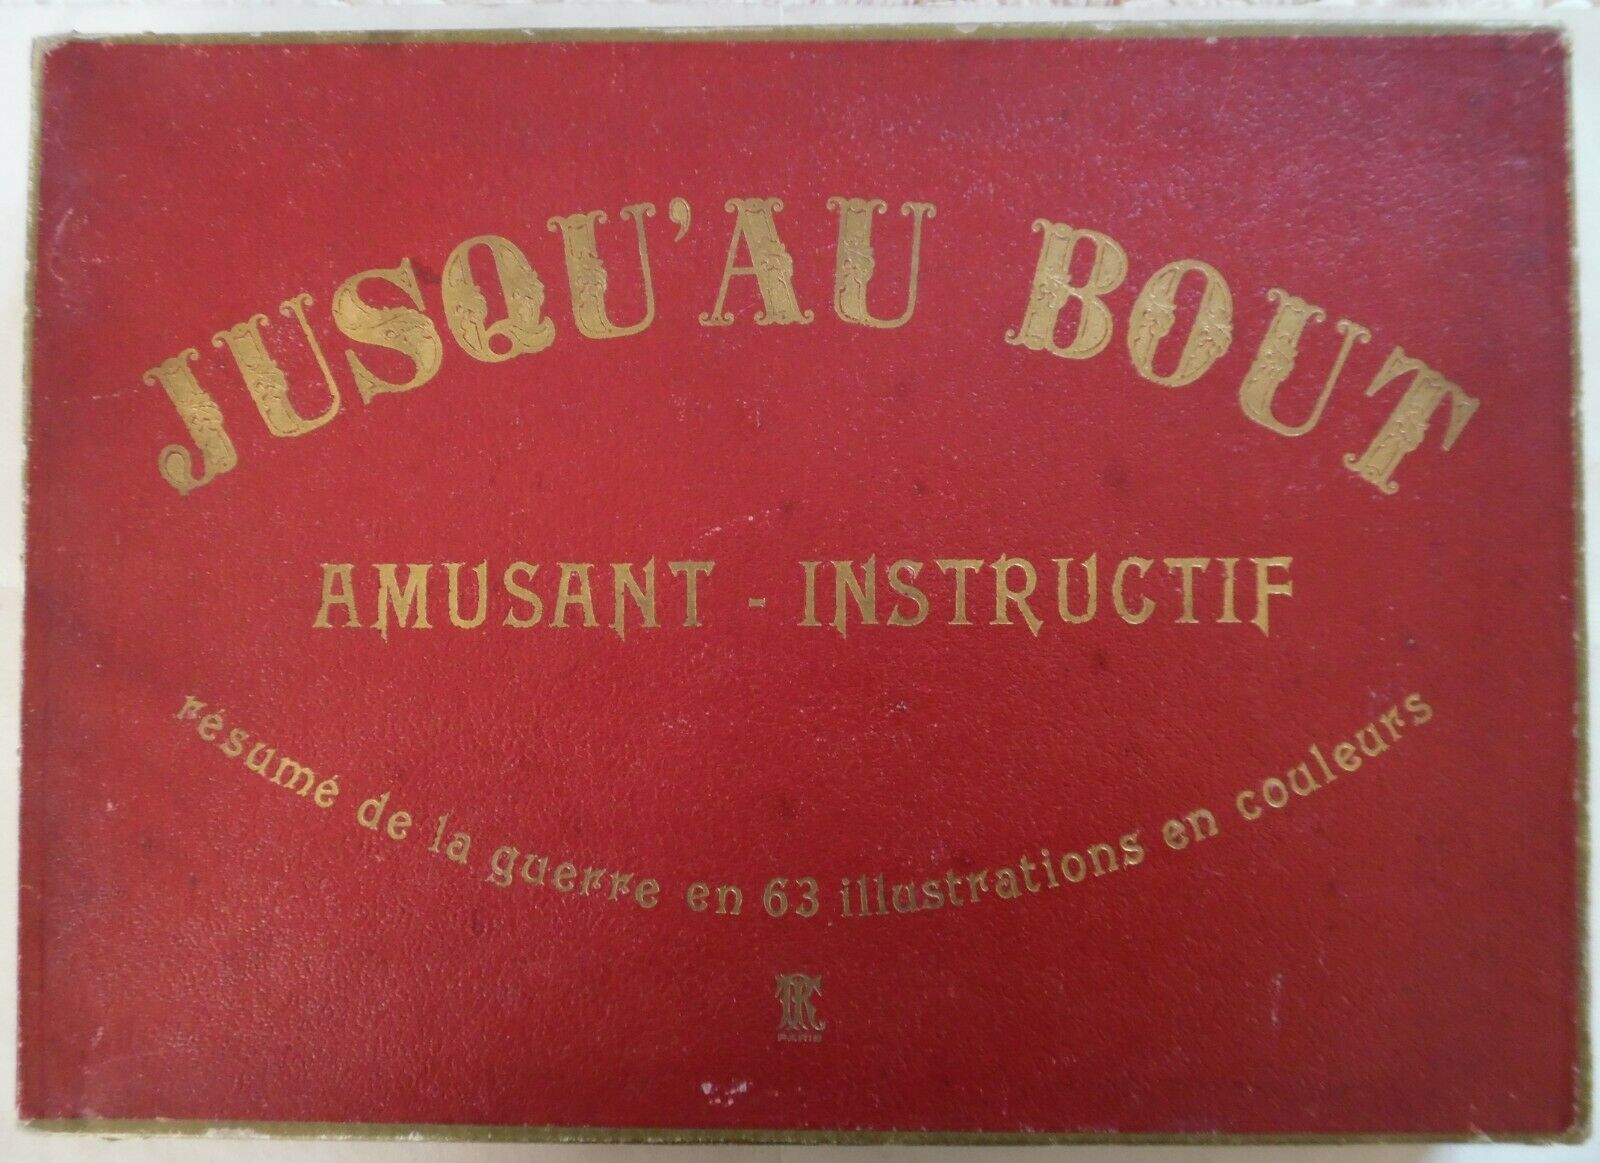 JUSQU'AU BOUT
AMUSANT - INSTRUCTIF
résumé de la guerre en 63 illustrations en couleurs
PARIS